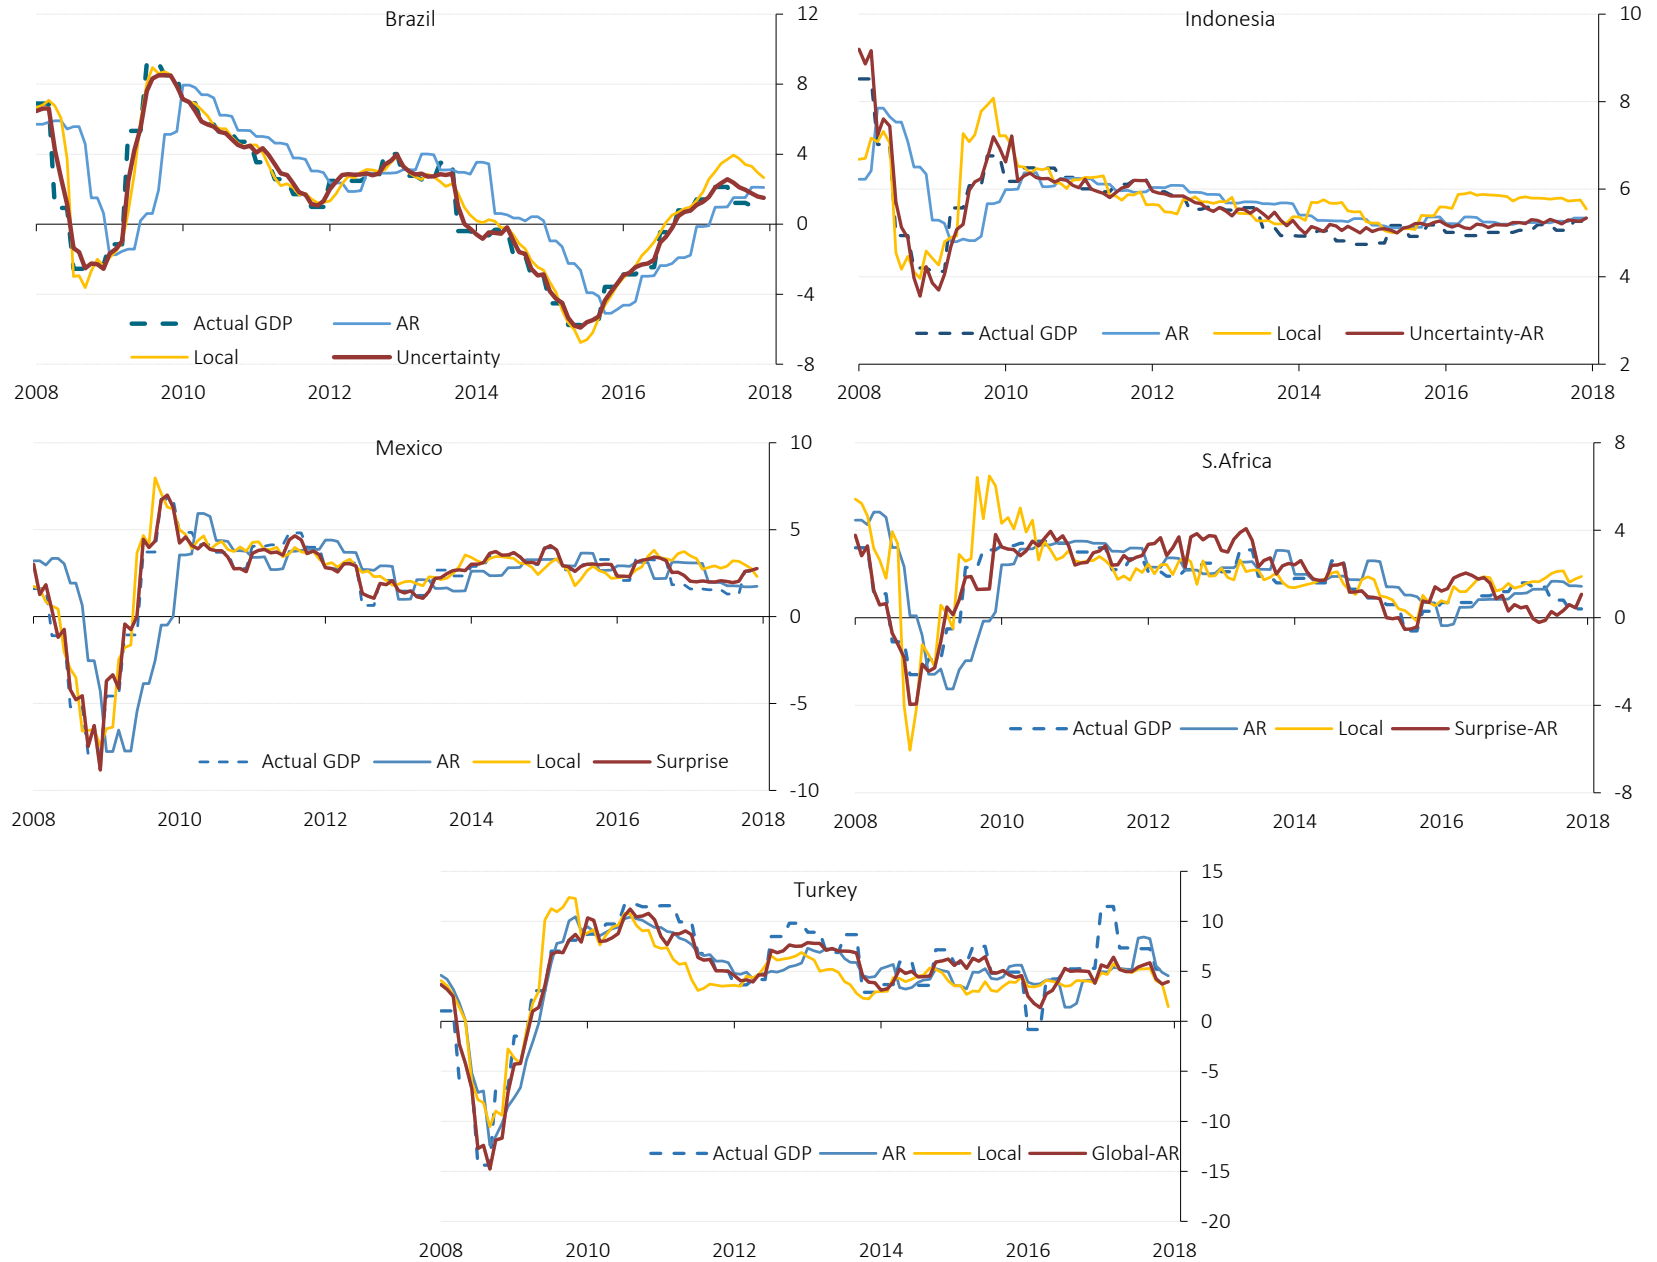 Brazil
12
8
4
0
-4
-8
Actual GDP AR
Local Uncertainty
2008 2010 2012 2014 2016 2018
Indonesia
10
8
6
4
2
Actual GDP AR Local Uncertainty-AR
2008 2010 2012 2014 2016 2018
Mexico
10
5
0
-5
-10
Actual GDP AR Local Surprise
2008 2010 2012 2014 2016 2018
S.Africa
8
4
0
-4
-8
Actual GDP AR Local Surprise-AR
2008 2010 2012 2014 2016 2018
Turkey
15
10
5
0
-5
-10
-15
-20
Actual GDP AR Local Global-AR
2008 2010 2012 2014 2016 2018